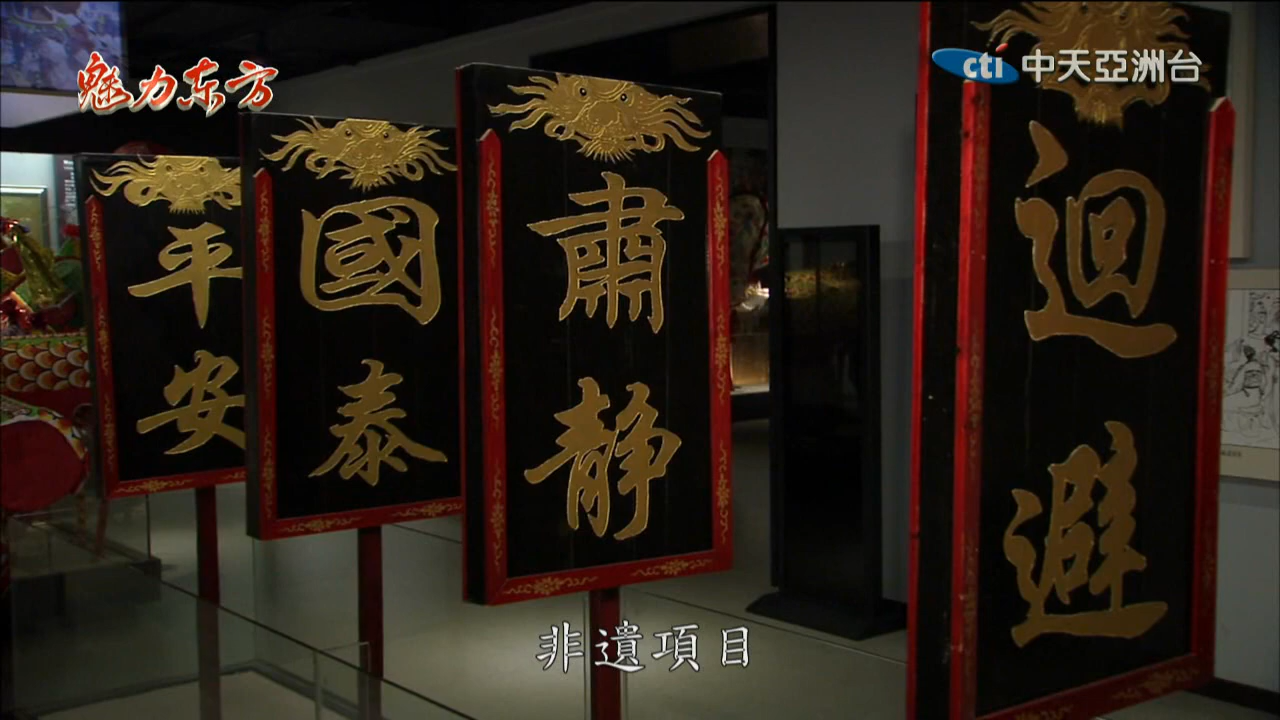 魅力东方
cti 中天亞洲台
平安
國泰
肅静
迴避
非遺項目